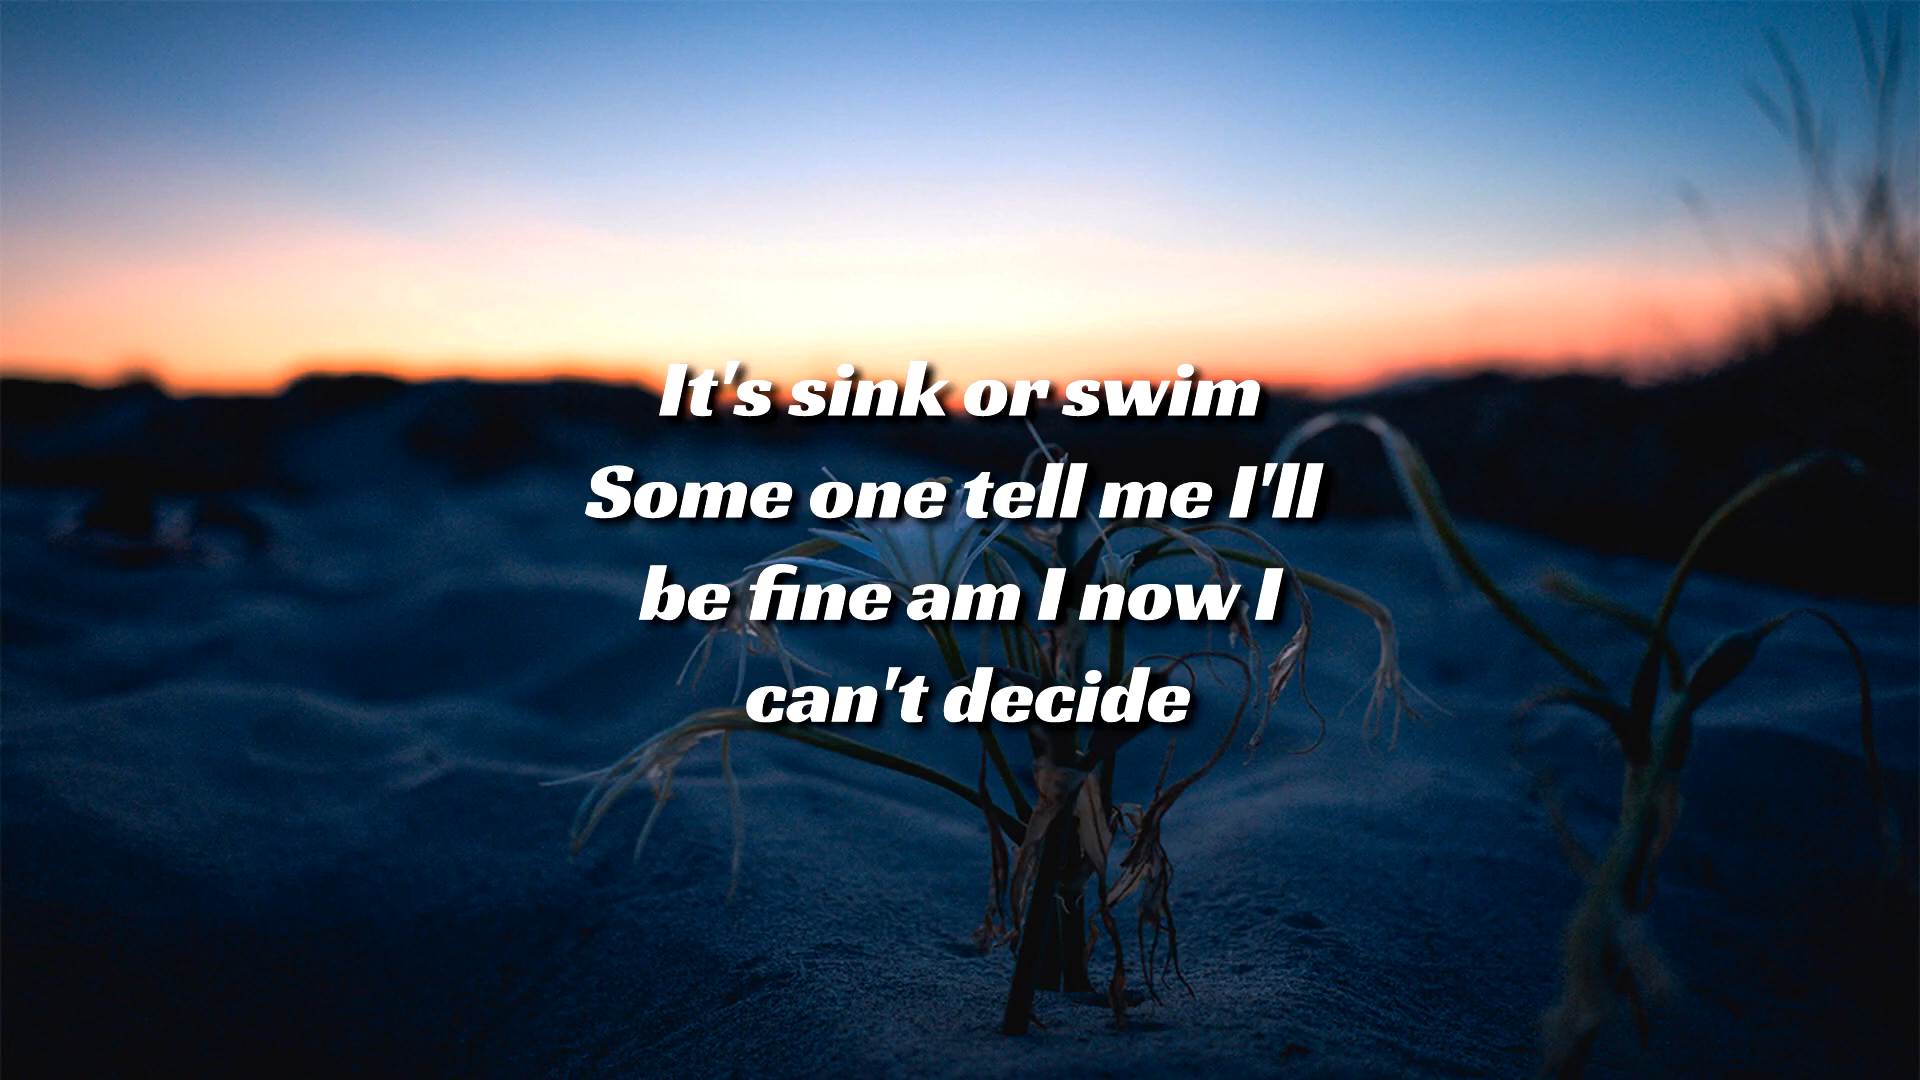 It's sink or swim
Some one tell me I'll
be fine am I now I
can't decide